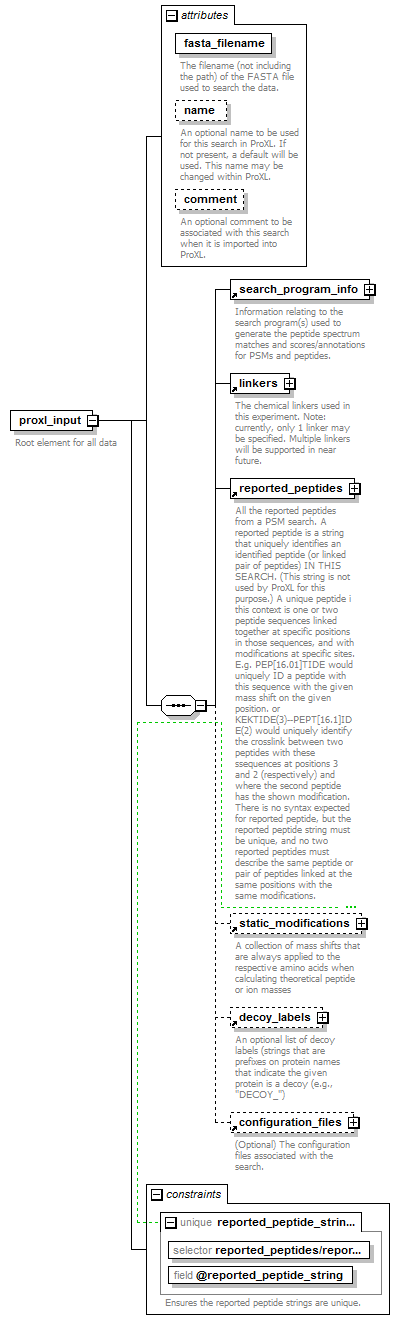 attributes
fasta_filename
The filename (not including
the path) of the FASTA file
used to search the data.
name
An optional name to be used
for this search in ProXL. If
not present, a default will be
used. This name may be
changed within ProXL.
comment
An optional comment to be
associated with this search
when it is imported into
ProXL.
search_program_info
Information relating to the
search program(s) used to
generate the peptide spectrum
matches and scores/annotations
for PSMs and peptides.
linkers
The chemical linkers used in
this experiment. Note:
currently, only 1 linker may
be specified. Multiple linkers
will be supported in near
future.
proxl_input
Root element for all data
reported_peptides
All the reported peptides
from a PSM search. A
reported peptide is a string
that uniquely identifies an
identified peptide (or linked
pair of peptides) IN THIS
SEARCH. (This string is not
used by ProXL for this
purpose.) A unique peptide i
this context is one or two
peptide sequences linked
together at specific positions
in those sequences, and with
modifications at specific sites.
E.g. PEP[16.01]TIDE would
uniquely ID a peptide with
this sequence with the given
mass shift on the given
position. or
KEKTIDE(3)--PEPT[16.1]ID
E(2) would uniquely identify
the crosslink between two
peptides with these
ssequences at positions 3
and 2 (respectively) and
where the second peptide
has the shown modification.
There is no syntax expected
for reported peptide, but the
reported peptide string must
be unique, and no two
reported peptides must
describe the same peptide or
pair of peptides linked at the
same positions with the
same modifications.
static_modifications
A collection of mass shifts that
are always applied to the
respective amino acids when
calculating theoretical peptide
or ion masses
decoy_labels
An optional list of decoy
labels (strings that are
prefixes on protein names
that indicate the given
protein is a decoy (e.g.,
"DECOY_")
configuration_files
(Optional) The configuration
files associated with the
search.
constraints
unique reported_peptide_strin...
selector reported_peptides/repor...
field @reported_peptide_string
Ensures the reported peptide strings are unique.